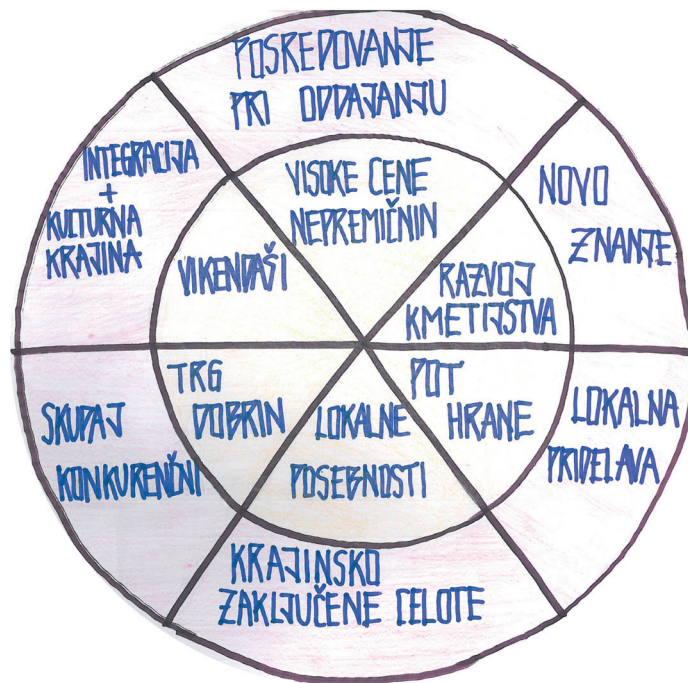 POSREDOVANJE
PRI ODDAJANJU
VISOKE CENE
NEPREMIČNIN
NOVO
ZNANJE
RAZVOJ
KMETIJSTVA
LOKALNA
PRIDELAVA
POT
HRANE
KRAJINSKO
ZAKLJUČENE CELOTE
LOKALNE
POSEBNOSTI
SKUPAJ
KONKURENČNI
TRG
DOBRIN
INTEGRACIJA
+
KULTURNA
KRAJINA
VIKENDAŠI